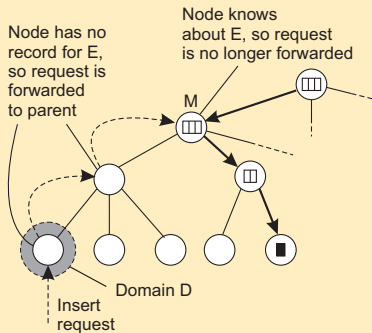 Node has no
record for E,
so request is
forwarded
to parent
Node knows
about E, so request
is no longer forwarded
M
Domain D
Insert
request